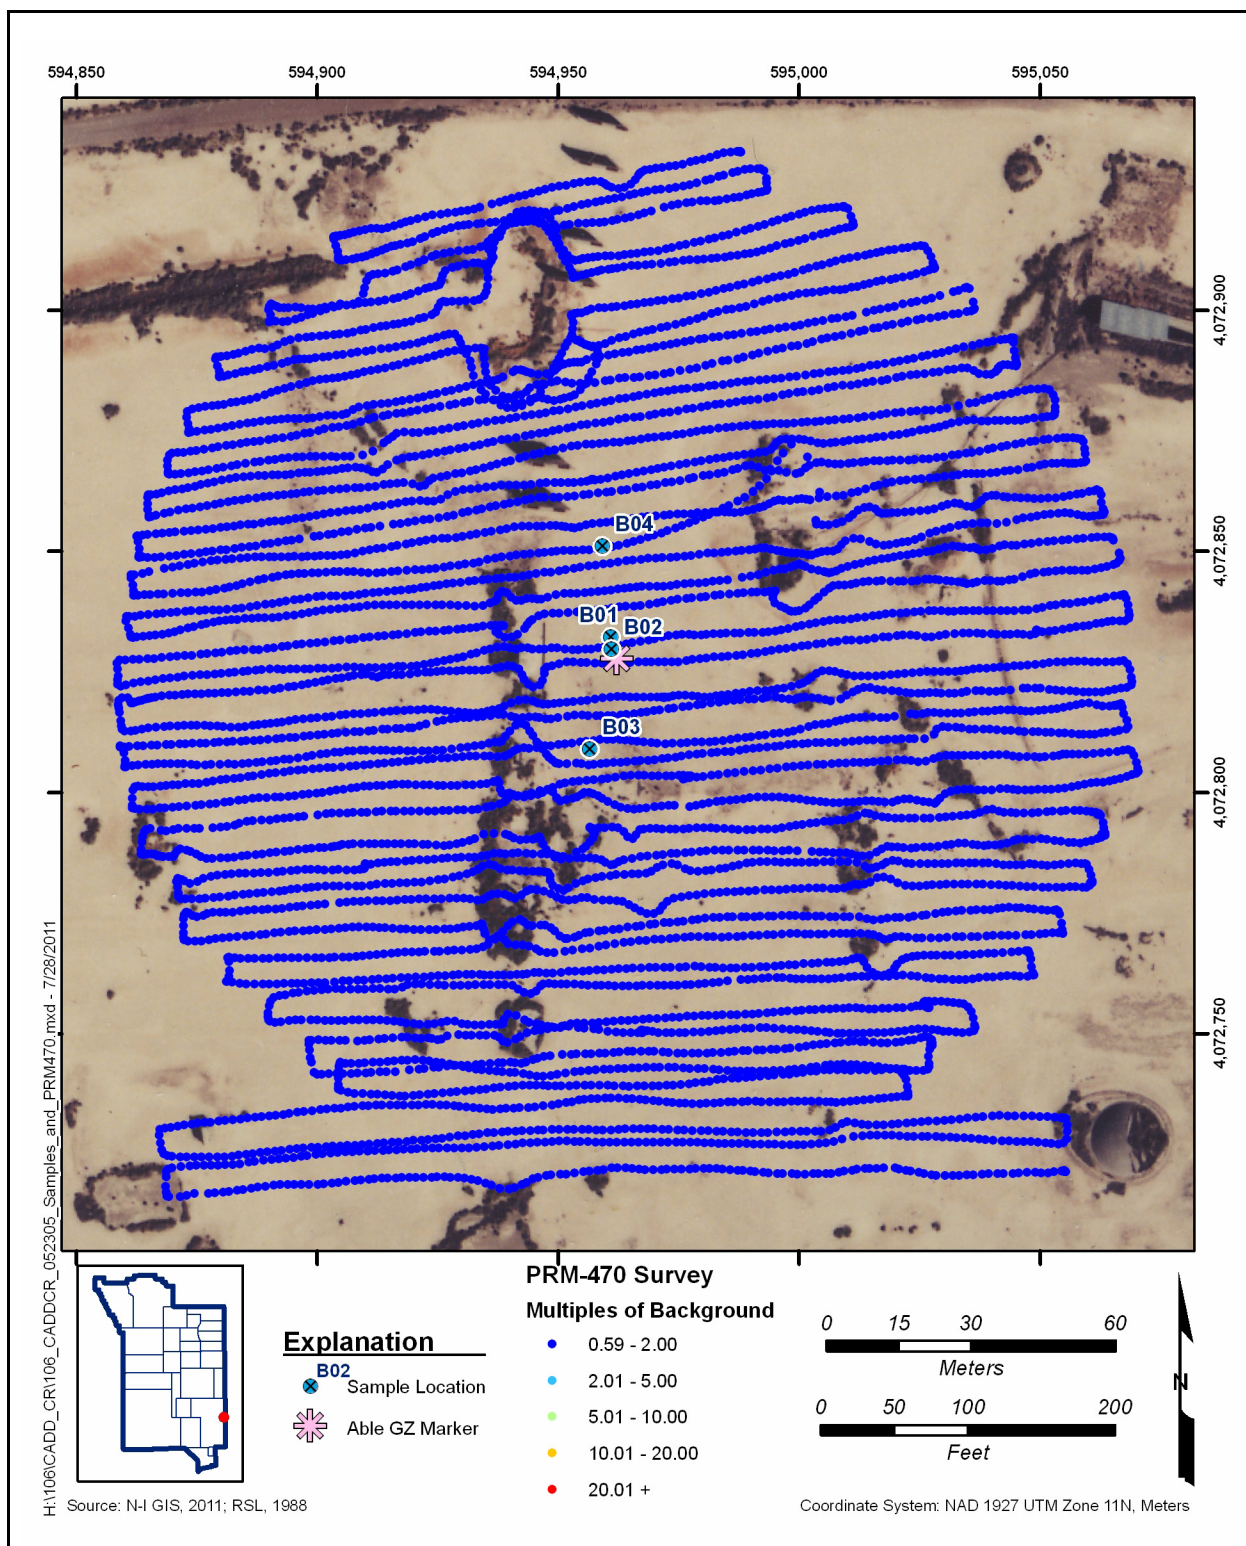 594,850 594,900 594,950 595,000 595,050
4,072,900
4,072,850
4,072,800
4,072,750
B04
B01
B02
B03
H:\106\CADD_CR\106_CADDCR_052305_Samples_and_PRM470.mxd - 7/28/2011
Explanation
B02
Sample Location
Able GZ Marker
PRM-470 Survey
Multiples of Background
0.59 - 2.00
2.01 - 5.00
5.01 - 10.00
10.01 - 20.00
20.01 +
0 15 30 60
Meters
0 50 100 200
Feet
N
Source: N-I GIS, 2011; RSL, 1988
Coordinate System: NAD 1927 UTM Zone 11N, Meters